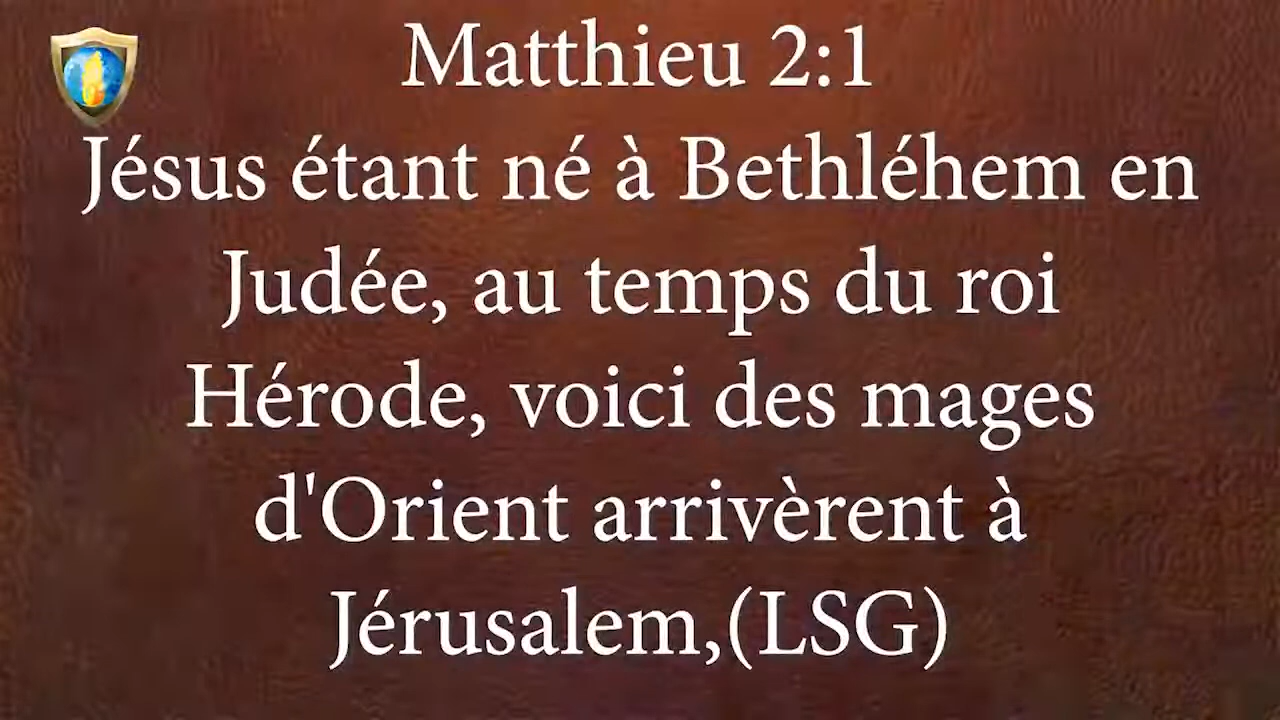 Matthieu 2:1
Jésus étant né à Bethléhem en
Judée, au temps du roi
Hérode, voici des mages
d'Orient arrivèrent à
Jérusalem,(LSG)